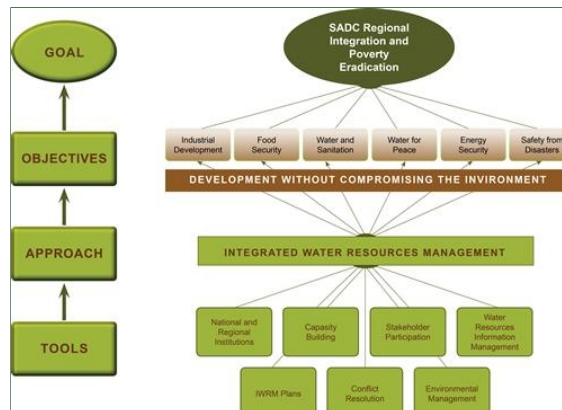 GOAL
OBJECTIVES
APPROACH
TOOLS
SADC Regional
Integration and
Poverty
Eradication
Industrial
Development
Food
Security
Water and
Sanitation
Water for
Peace
Energy
Security
Safety from
Disasters
DEVELOPMENT WITHOUT COMPROMISING THE INVIRONMENT
INTEGRATED WATER RESOURCES MANAGEMENT
National and
Regional
Institutions
Capacity
Building
Stakeholder
Participation
Water
Resources
Information
Management
IWRM Plans
Conflict
Resolution
Environmental
Management